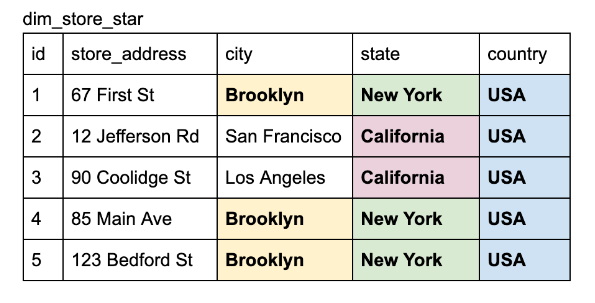 dim_store_star
id store_address city state country
1 67 First St Brooklyn New York USA
2 12 Jefferson Rd San Francisco California USA
3 90 Coolidge St Los Angeles California USA
4 85 Main Ave Brooklyn New York USA
5 123 Bedford St Brooklyn New York USA